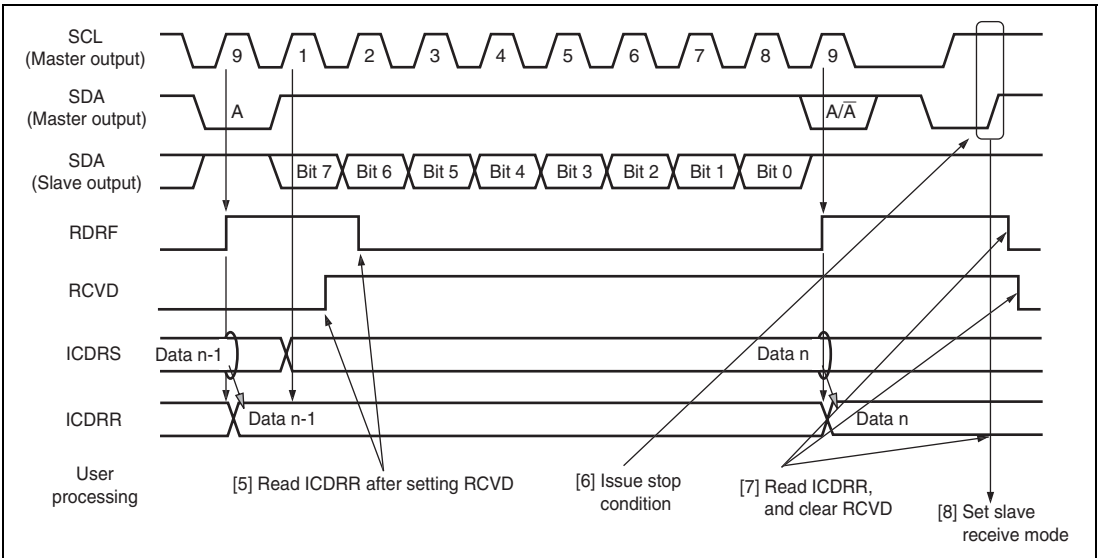 SCL
(Master output)
9 1 2 3 4 5 6 7 8 9
SDA
(Master output)
A A/A̅
SDA
(Slave output)
Bit 7 Bit 6 Bit 5 Bit 4 Bit 3 Bit 2 Bit 1 Bit 0
RDRF
RCVD
ICDRS
Data n-1 Data n
ICDRR
Data n-1 Data n
User
processing
[5] Read ICDRR after setting RCVD
[6] Issue stop
condition
[7] Read ICDRR,
and clear RCVD
[8] Set slave
receive mode